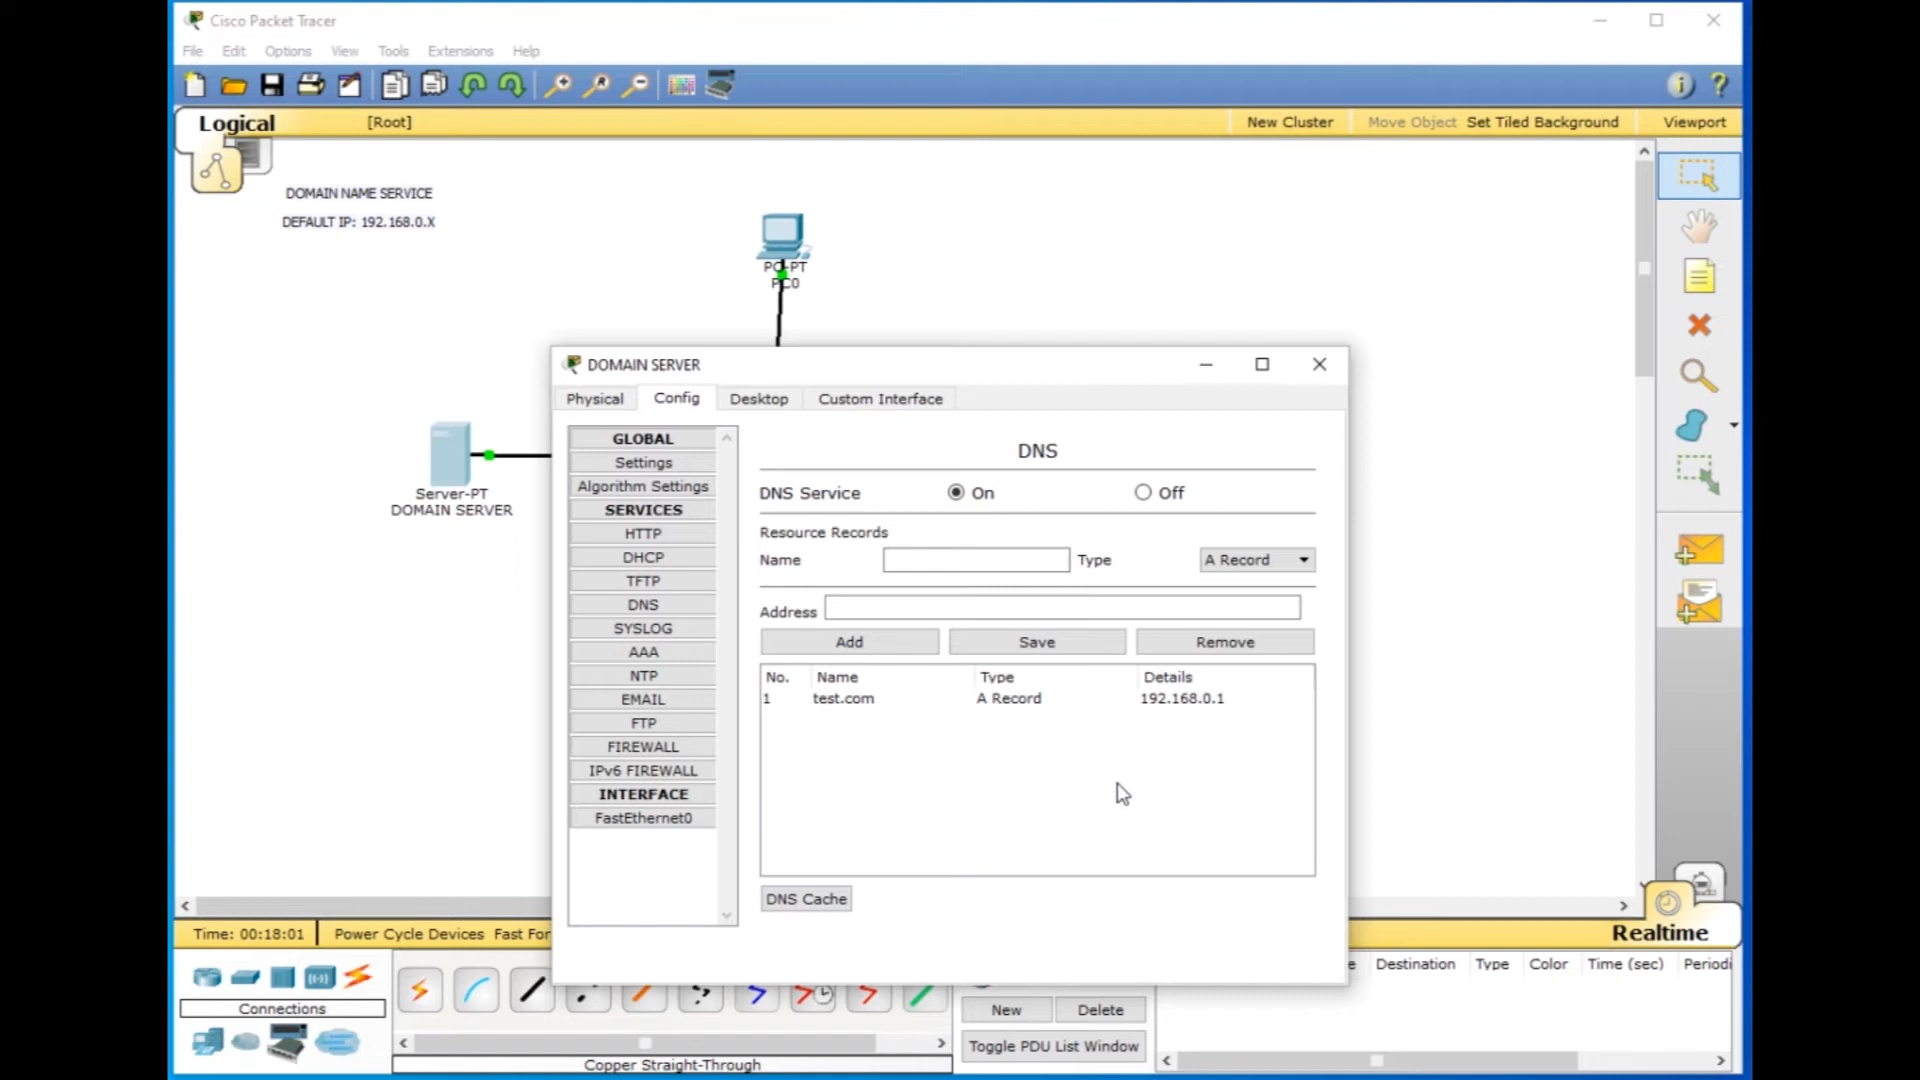 Cisco Packet Tracer
File Edit Options View Tools Extensions Help
Logical [Root] New Cluster Move Object Set Tiled Background Viewport
DOMAIN NAME SERVICE
DEFAULT IP: 192.168.0.X
PC-PT
PC0
Server-PT
DOMAIN SERVER
DOMAIN SERVER
Physical Config Desktop Custom Interface
GLOBAL
Settings
Algorithm Settings
SERVICES
HTTP
DHCP
TFTP
DNS
SYSLOG
AAA
NTP
EMAIL
FTP
FIREWALL
IPv6 FIREWALL
INTERFACE
FastEthernet0
DNS
DNS Service On Off
Resource Records
Name Type A Record
Address
Add Save Remove
No. Name Type Details
1 test.com A Record 192.168.0.1
DNS Cache
Time: 00:18:01 Power Cycle Devices Fast For
Realtime
Connections
Copper Straight-Through
New Delete
Toggle PDU List Window
e Destination Type Color Time (sec) Periodi